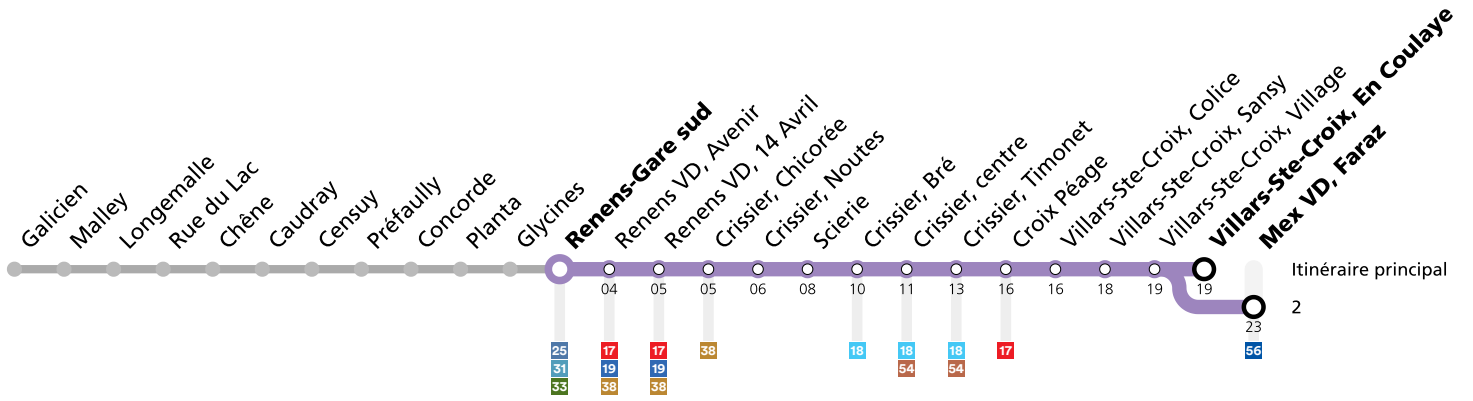 Galicien
Malley
Longemalle
Rue du Lac
Chêne
Caudray
Censuy
Préfaully
Concorde
Planta
Glycines
Renens-Gare sud
Renens VD, Avenir
Renens VD, 14 Avril
Crissier, Chicorée
Crissier, Noutes
Scierie
Crissier, Bré
Crissier, centre
Crissier, Timonet
Croix Péage
Villars-Ste-Croix, Colice
Villars-Ste-Croix, Sansy
Villars-Ste-Croix, Village
Villars-Ste-Croix, En Coulaye
Mex VD, Faraz
Itinéraire principal
04 05 05 06 08 10 11 13 16 16 18 19 19
2
23
25 17 17 38 18 18 18 17 56
31 19 19 54 54
33 38 38